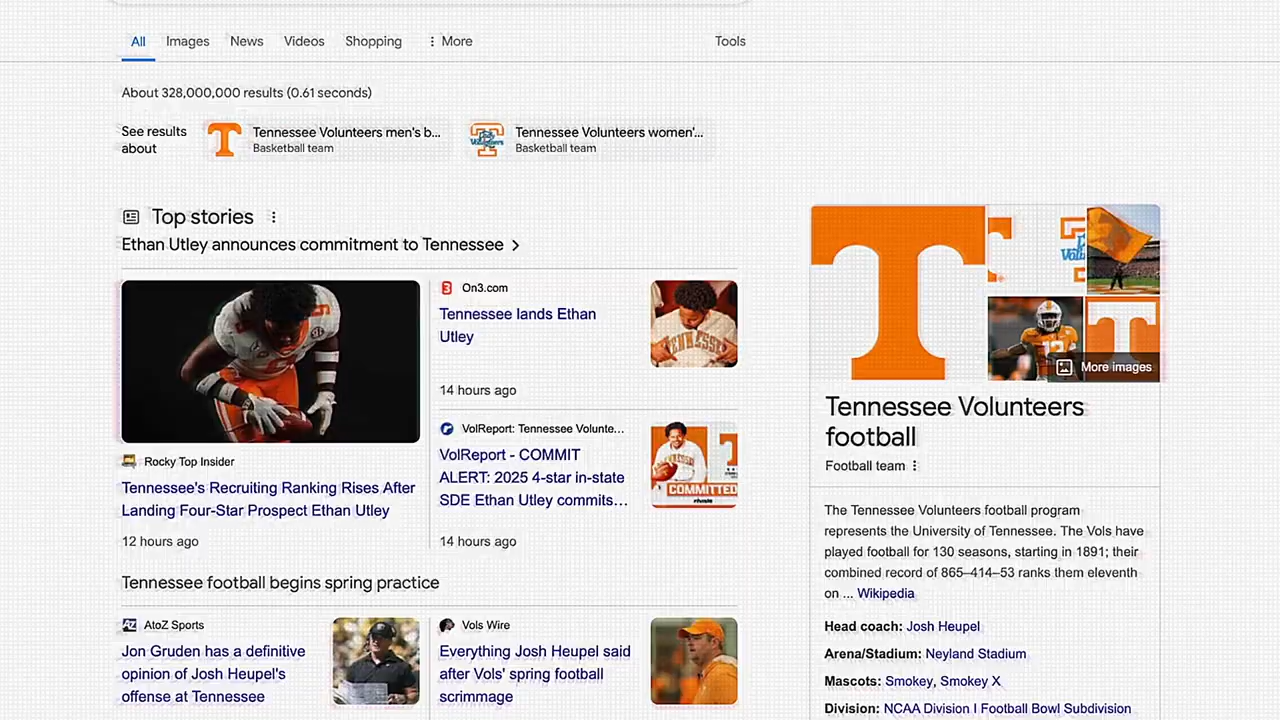 All Images News Videos Shopping More Tools
About 328,000,000 results (0.61 seconds)
See results
about
Tennessee Volunteers men's b...
Basketball team
Tennessee Volunteers women'...
Basketball team
Top stories
Ethan Utley announces commitment to Tennessee
Rocky Top Insider
Tennessee's Recruiting Ranking Rises After
Landing Four-Star Prospect Ethan Utley
12 hours ago
On3.com
Tennessee lands Ethan
Utley
14 hours ago
VolReport: Tennessee Volunte...
VolReport - COMMIT
ALERT: 2025 4-star in-state
SDE Ethan Utley commits...
14 hours ago
COMMITTED
Tennessee football begins spring practice
AtoZ Sports
Jon Gruden has a definitive
opinion of Josh Heupel's
offense at Tennessee
Vols Wire
Everything Josh Heupel said
after Vols' spring football
scrimmage
More images
Tennessee Volunteers
football
Football team
The Tennessee Volunteers football program
represents the University of Tennessee. The Vols have
played football for 130 seasons, starting in 1891; their
combined record of 865–414–53 ranks them eleventh
on ... Wikipedia
Head coach: Josh Heupel
Arena/Stadium: Neyland Stadium
Mascots: Smokey, Smokey X
Division: NCAA Division I Football Bowl Subdivision